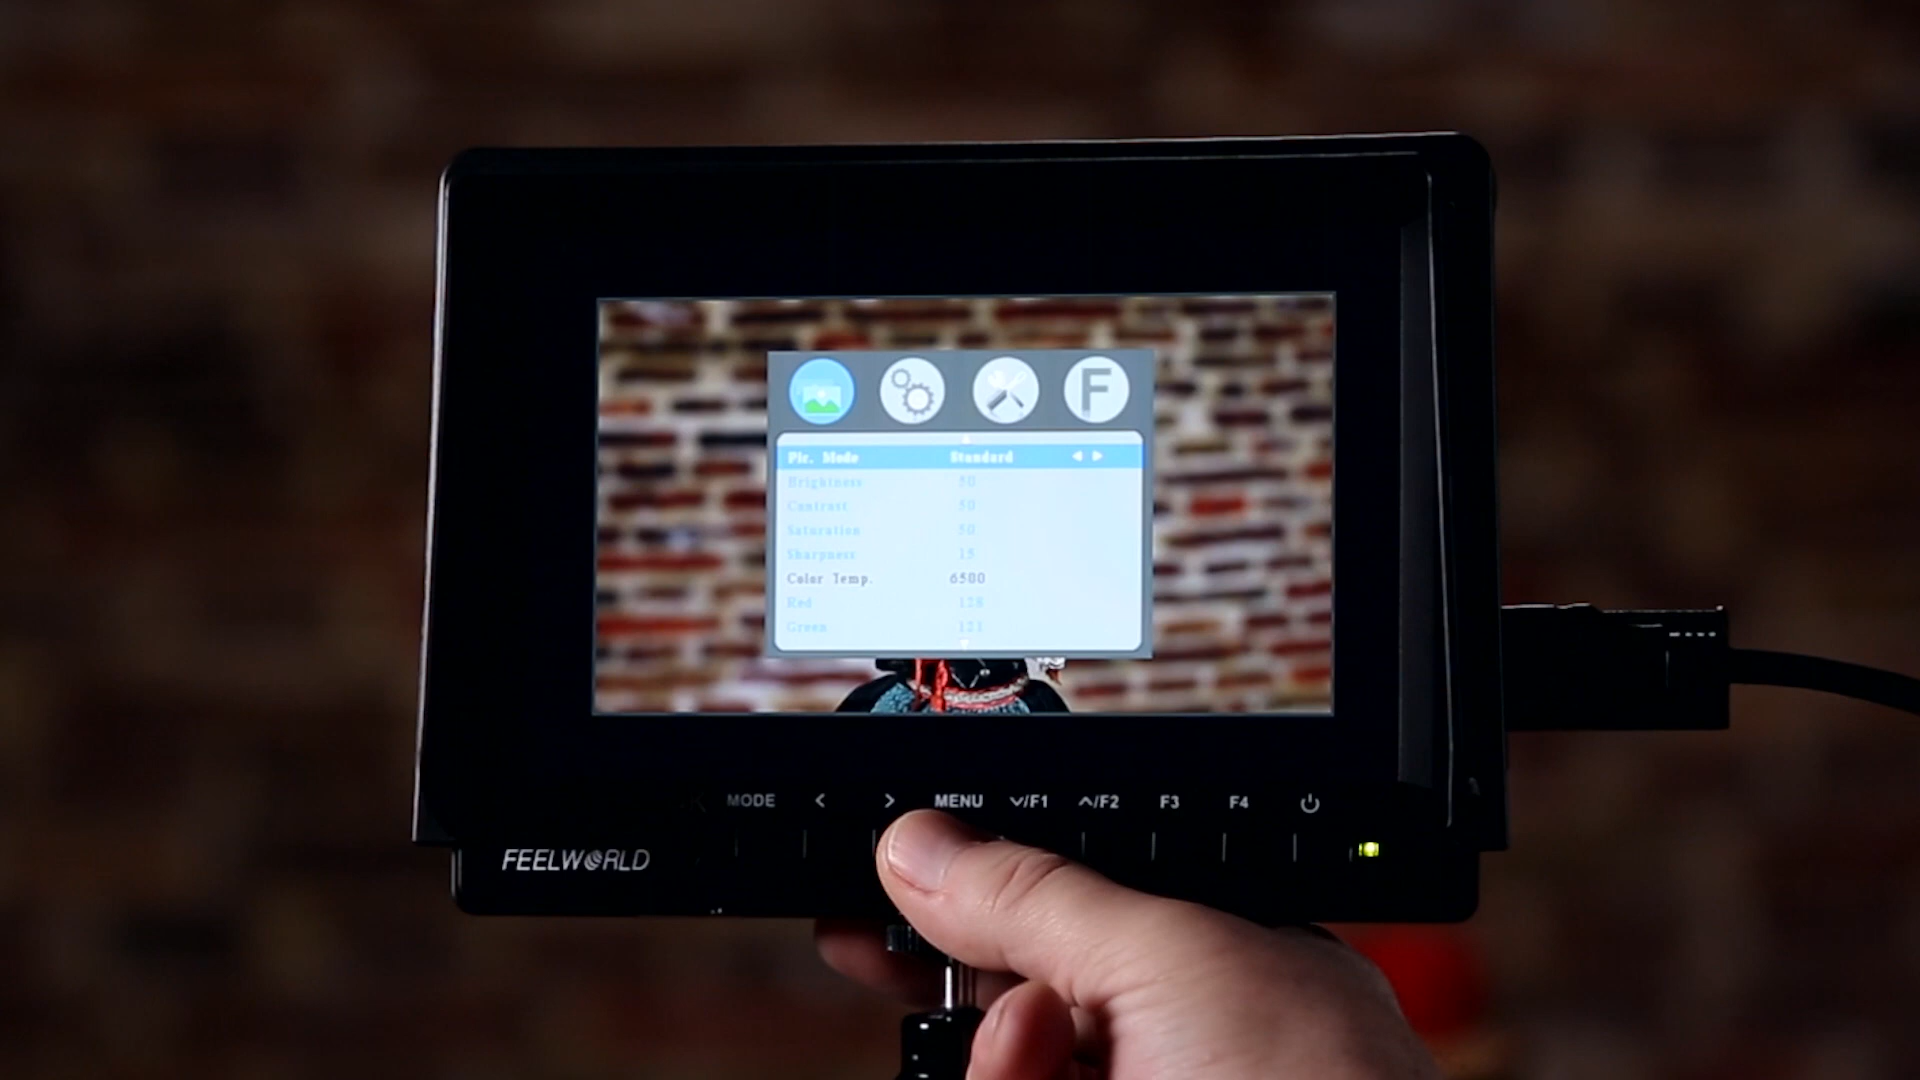 F
Pic. Mode Standard
Brightness 50
Contrast 50
Saturation 50
Sharpness 15
Color Temp. 6500
Red 128
Green 121
MODE < > MENU ∨/F1 ∧/F2 F3 F4
FEELWORLD